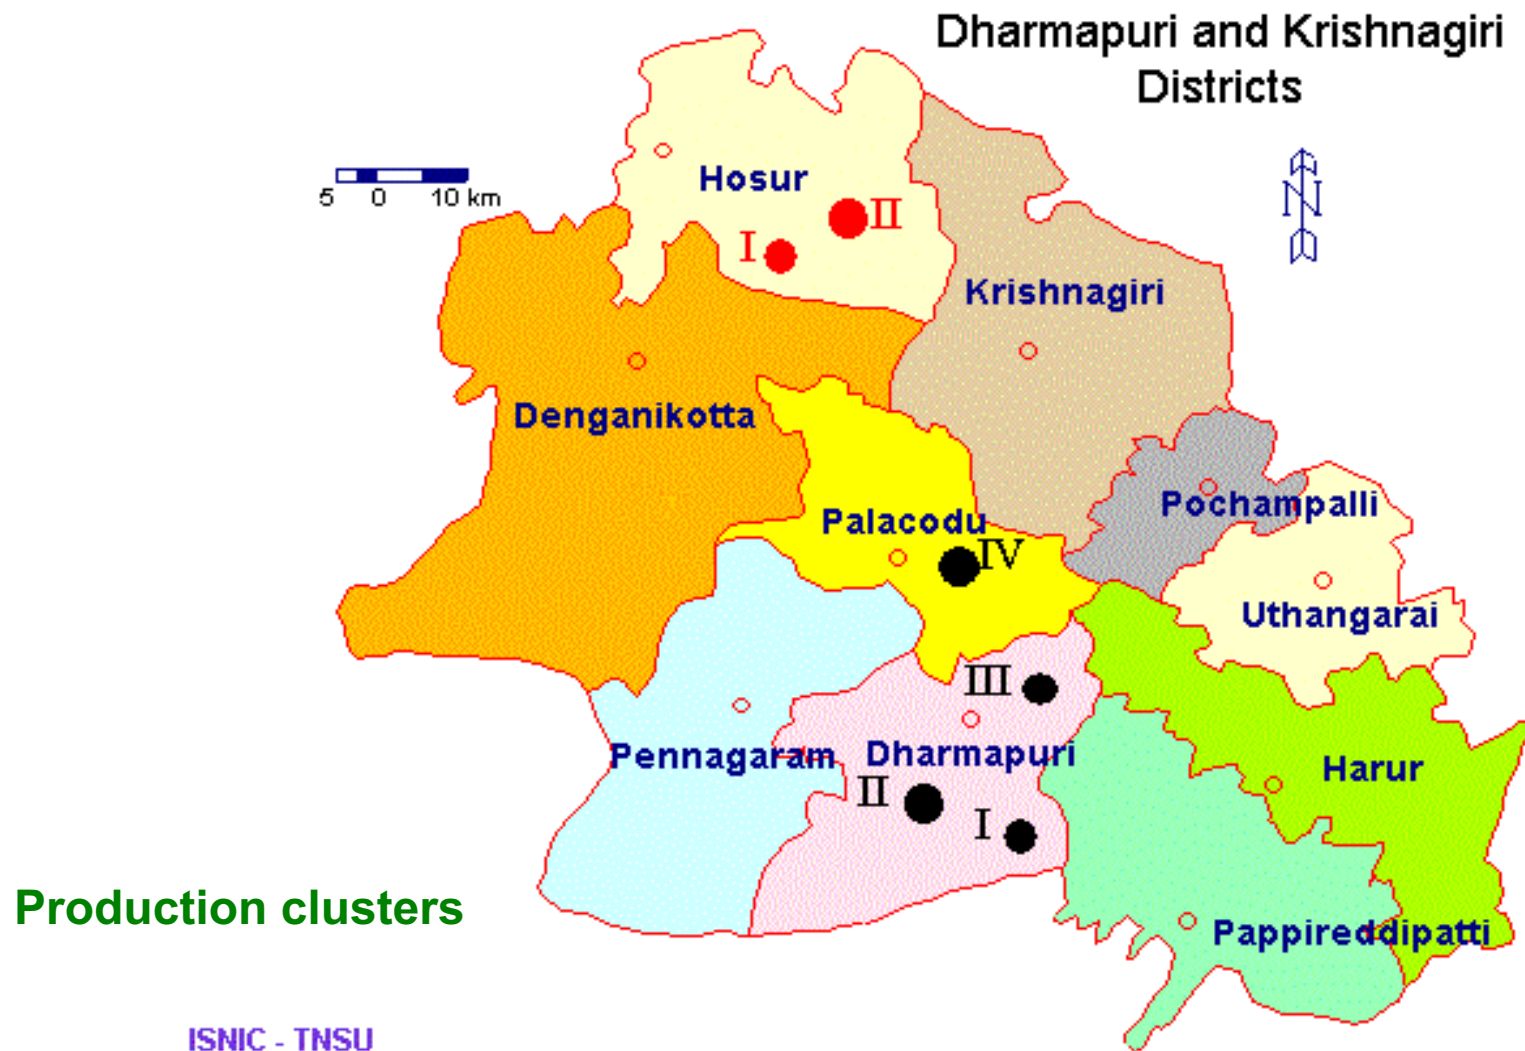 Dharmapuri and Krishnagiri
Districts
5 0 10 km
N
Hosur
II
I
Krishnagiri
Denganikotta
Pochampalli
Palacodu
IV
Uthangarai
III
Pennagaram
Dharmapuri
Harur
II
I
Production clusters
Pappireddipatti
ISNIC - TNSU